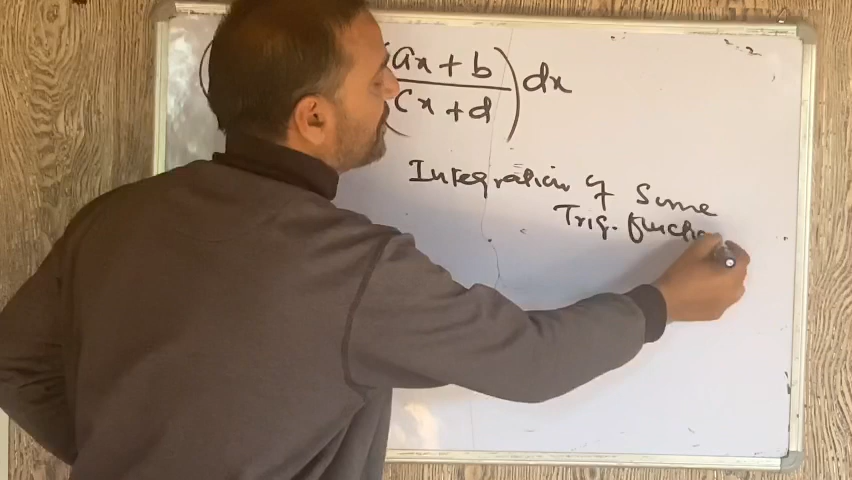 (ax + b / cx + d) dx
Integration of Some
Trig. functio